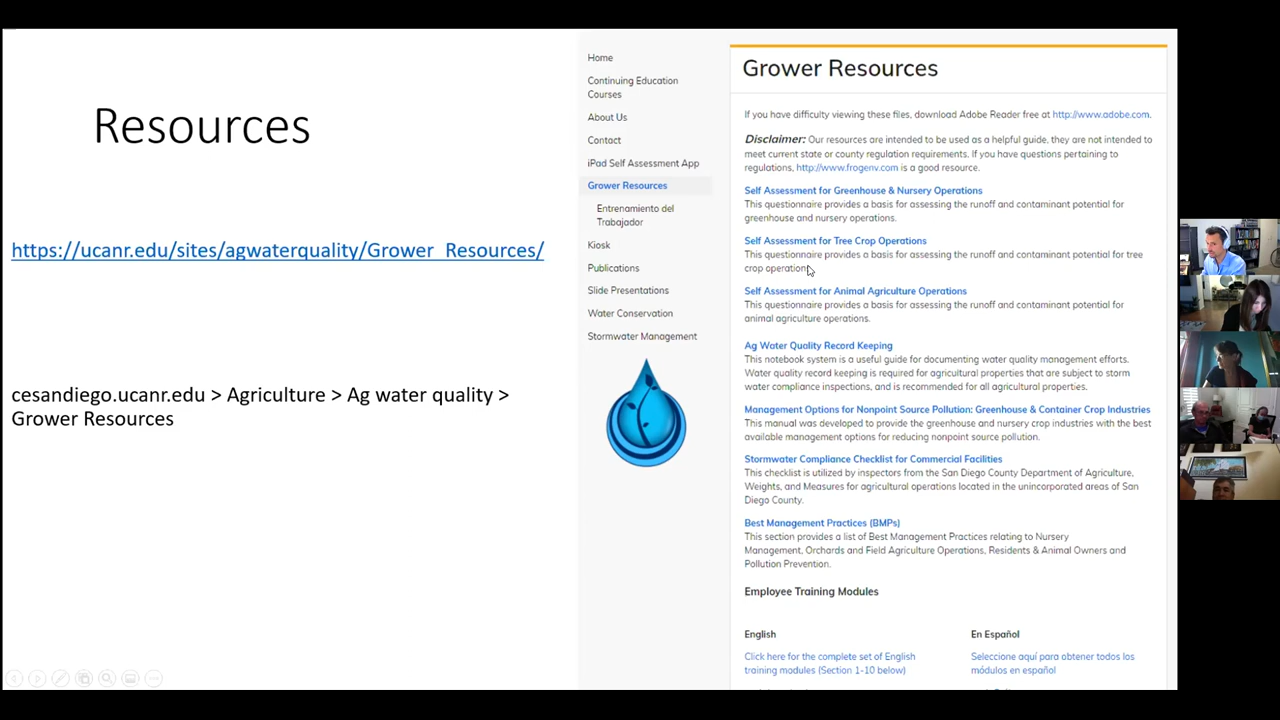 Resources
https://ucanr.edu/sites/agwaterquality/Grower_Resources/
cesandiego.ucanr.edu > Agriculture > Ag water quality >
Grower Resources
Home
Continuing Education
Courses
About Us
Contact
iPad Self Assessment App
Grower Resources
Entrenamiento del
Trabajador
Kiosk
Publications
Slide Presentations
Water Conservation
Stormwater Management
Grower Resources
If you have difficulty viewing these files, download Adobe Reader free at http://www.adobe.com.
Disclaimer: Our resources are intended to be used as a helpful guide, they are not intended to
meet current state or county regulation requirements. If you have questions pertaining to
regulations, http://www.frogenv.com is a good resource.
Self Assessment for Greenhouse & Nursery Operations
This questionnaire provides a basis for assessing the runoff and contaminant potential for
greenhouse and nursery operations.
Self Assessment for Tree Crop Operations
This questionnaire provides a basis for assessing the runoff and contaminant potential for tree
crop operations.
Self Assessment for Animal Agriculture Operations
This questionnaire provides a basis for assessing the runoff and contaminant potential for
animal agriculture operations.
Ag Water Quality Record Keeping
This notebook system is a useful guide for documenting water quality management efforts.
Water quality record keeping is required for agricultural properties that are subject to storm
water compliance inspections, and is recommended for all agricultural properties.
Management Options for Nonpoint Source Pollution: Greenhouse & Container Crop Industries
This manual was developed to provide the greenhouse and nursery crop industries with the best
available management options for reducing nonpoint source pollution.
Stormwater Compliance Checklist for Commercial Facilities
This checklist is utilized by inspectors from the San Diego County Department of Agriculture,
Weights, and Measures for agricultural operations located in the unincorporated areas of San
Diego County.
Best Management Practices (BMPs)
This section provides a list of Best Management Practices relating to Nursery
Management, Orchards and Field Agriculture Operations, Residents & Animal Owners and
Pollution Prevention.
Employee Training Modules
English
Click here for the complete set of English
training modules (Section 1-10 below)
En Español
Seleccione aquí para obtener todos los
módulos en español